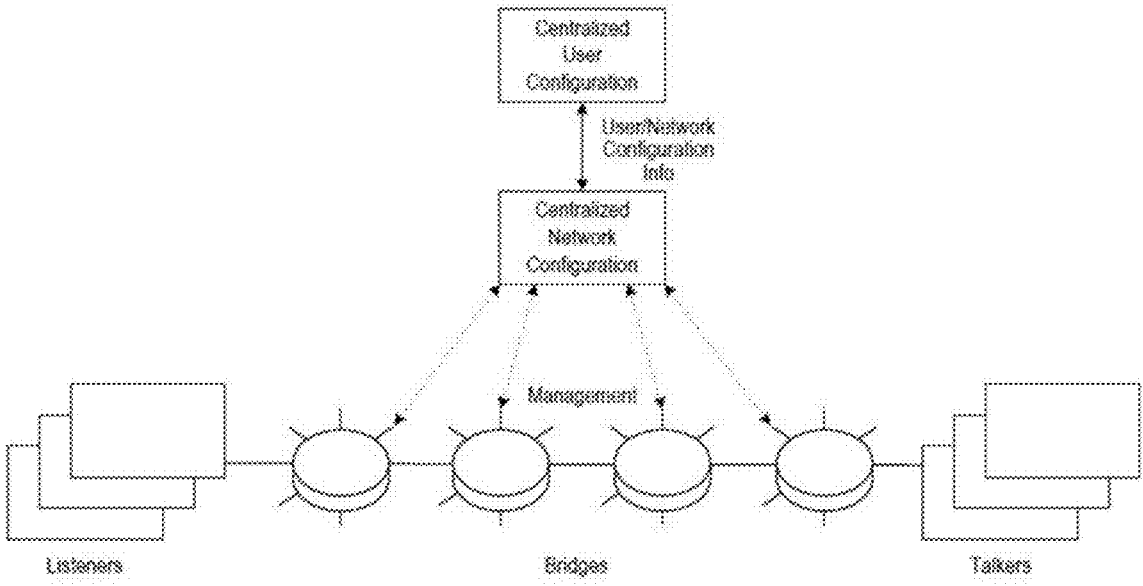 Centralized
User
Configuration
User/Network
Configuration
Info
Centralized
Network
Configuration
Management
Listeners
Bridges
Talkers